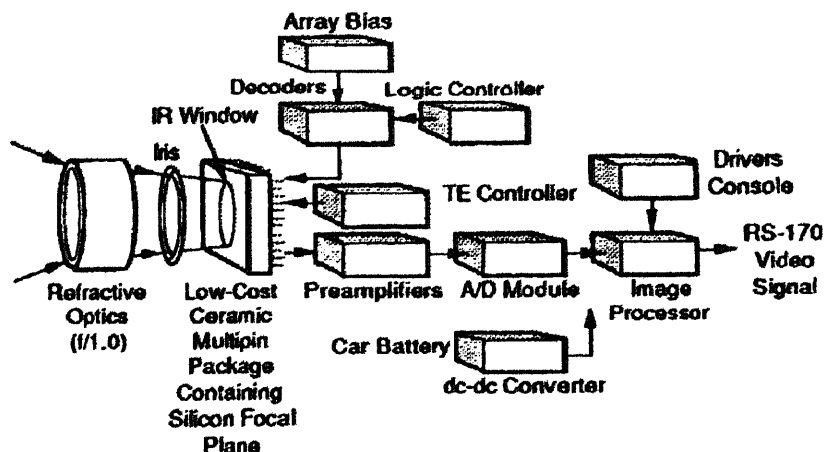 Array Bias
Decoders
Logic Controller
IR Window
Iris
TE Controller
Drivers
Console
RS-170
Video
Signal
Refractive
Optics
(f/1.0)
Low-Cost
Ceramic
Multipin
Package
Containing
Silicon Focal
Plane
Preamplifiers
A/D Module
Image
Processor
Car Battery
dc-dc Converter